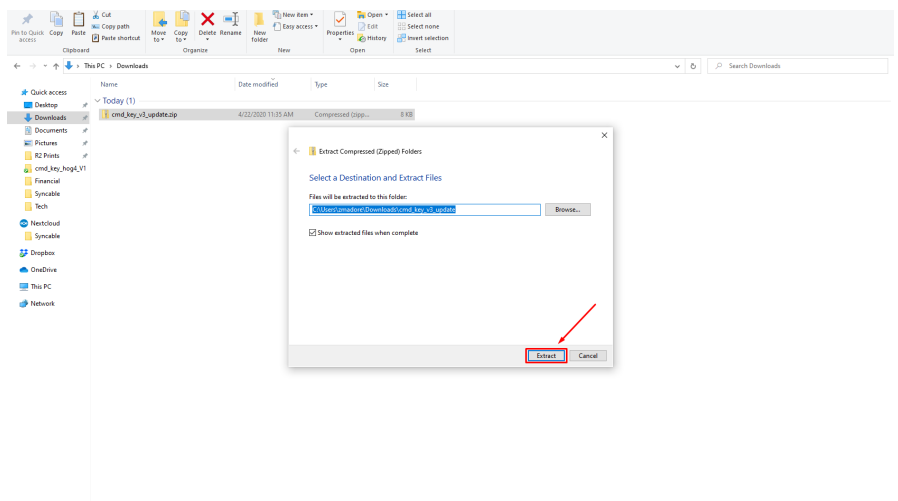 Pin to Quick access
Copy
Paste
Cut
Copy path
Paste shortcut
Clipboard
Move to
Copy to
Delete
Rename
Organize
New folder
New item
Easy access
New
Properties
Open
Edit
History
Open
Select all
Select none
Invert selection
Select
This PC > Downloads
Search Downloads
Name Date modified Type Size
Today (1)
cmd_key_v3_update.zip 4/22/2020 11:35 AM Compressed (zipp... 8 KB
Quick access
Desktop
Downloads
Documents
Pictures
R2 Prints
cmd_key_hog4_V1
Financial
Syncable
Tech
Nextcloud
Syncable
Dropbox
OneDrive
This PC
Network
Extract Compressed (Zipped) Folders
Select a Destination and Extract Files
Files will be extracted to this folder:
C:\Users\zmadore\Downloads\cmd_key_v3_update
Browse...
Show extracted files when complete
Extract Cancel